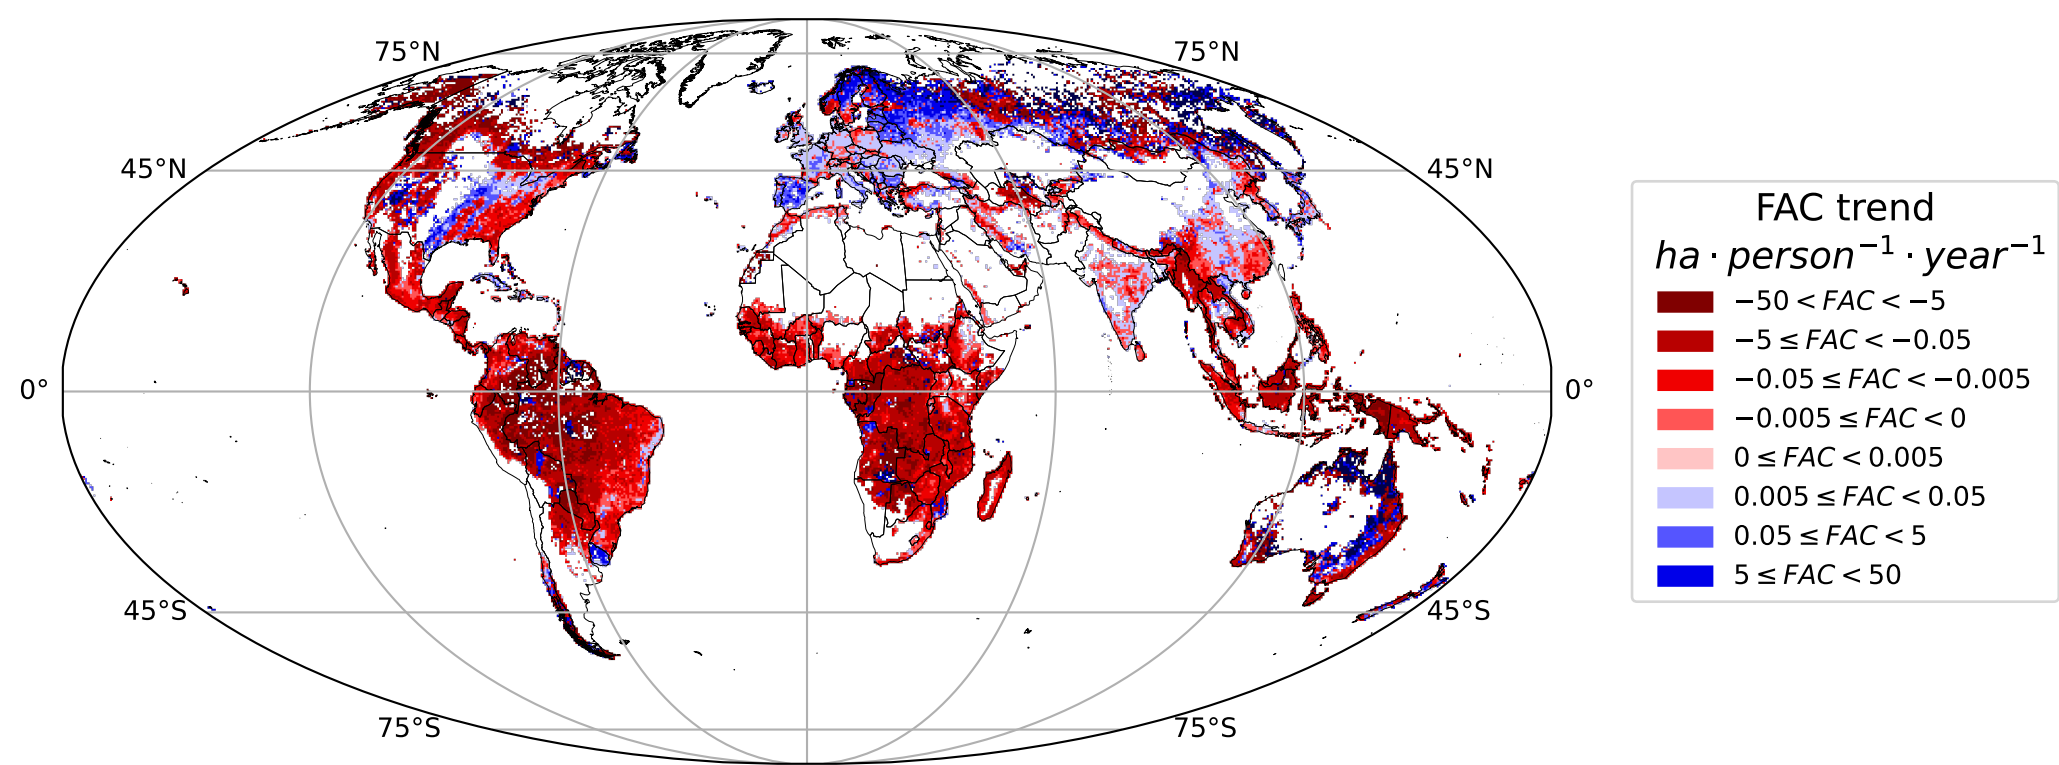 75°N 75°N
45°N 45°N
0° 0°
45°S 45°S
75°S 75°S
FAC trend
ha · person⁻¹ · year⁻¹
−50 < FAC < −5
−5 ≤ FAC < −0.05
−0.05 ≤ FAC < −0.005
−0.005 ≤ FAC < 0
0 ≤ FAC < 0.005
0.005 ≤ FAC < 0.05
0.05 ≤ FAC < 5
5 ≤ FAC < 50